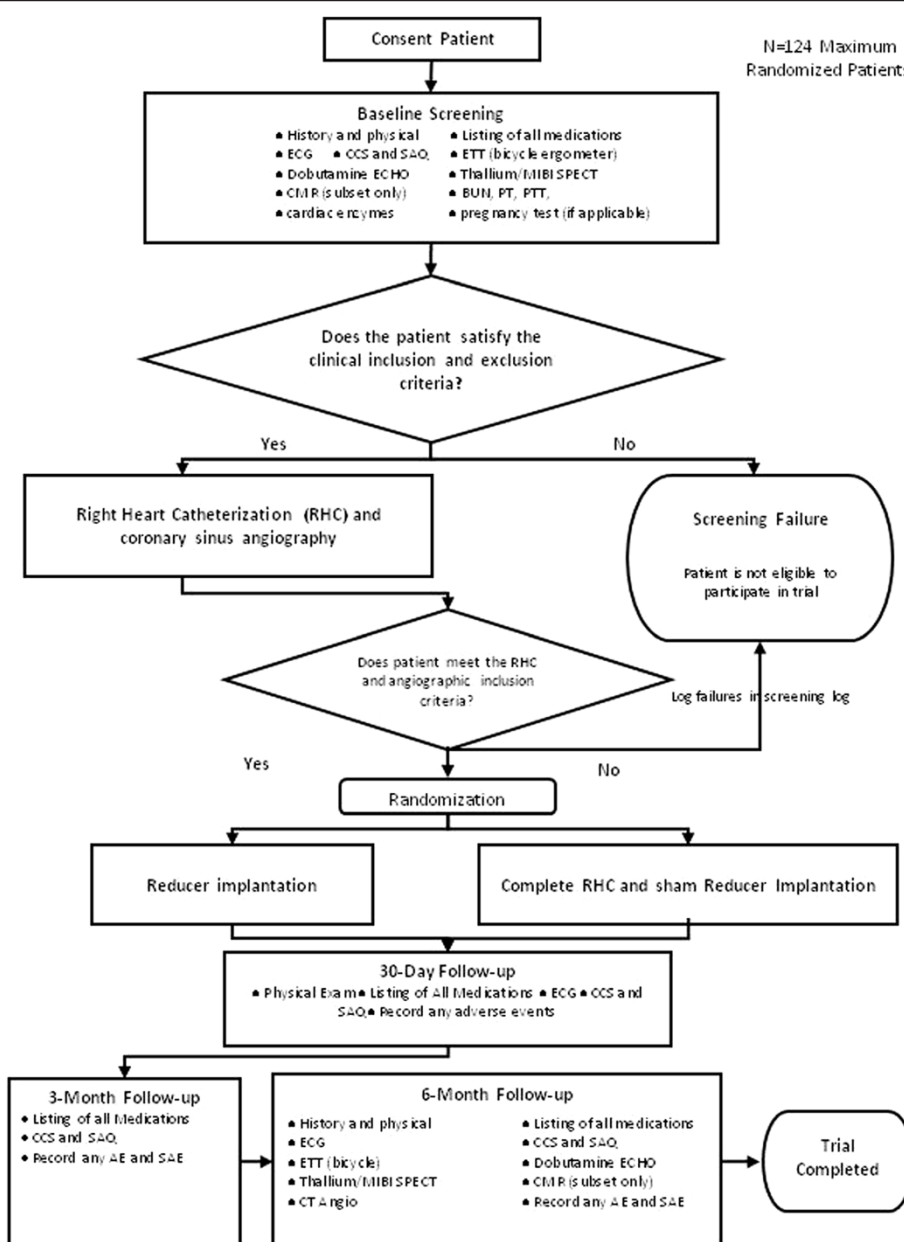 Consent Patient
N=124 Maximum
Randomized Patients
Baseline Screening
● History and physical ● Listing of all medications
● ECG ● CCS and SAQ, ● ETT (bicycle ergometer)
● Dobutamine ECHO ● Thallium/MIBI SPECT
● CMR (subset only) ● BUN, PT, PTT,
● cardiac enzymes ● pregnancy test (if applicable)
Does the patient satisfy the
clinical inclusion and exclusion
criteria?
Yes
No
Right Heart Catheterization (RHC) and
coronary sinus angiography
Screening Failure
Patient is not eligible to
participate in trial
Does patient meet the RHC
and angiographic inclusion
criteria?
Log failures in screening log
Yes
No
Randomization
Reducer implantation
Complete RHC and sham Reducer Implantation
30-Day Follow-up
● Physical Exam ● Listing of All Medications ● ECG ● CCS and
SAQ, ● Record any adverse events
3-Month Follow-up
● Listing of all Medications
● CCS and SAQ,
● Record any AE and SAE
6-Month Follow-up
● History and physical ● Listing of all medications
● ECG ● CCS and SAQ,
● ETT (bicycle) ● Dobutamine ECHO
● Thallium/MIBI SPECT ● CMR (subset only)
● CT Angio ● Record any AE and SAE
Trial
Completed